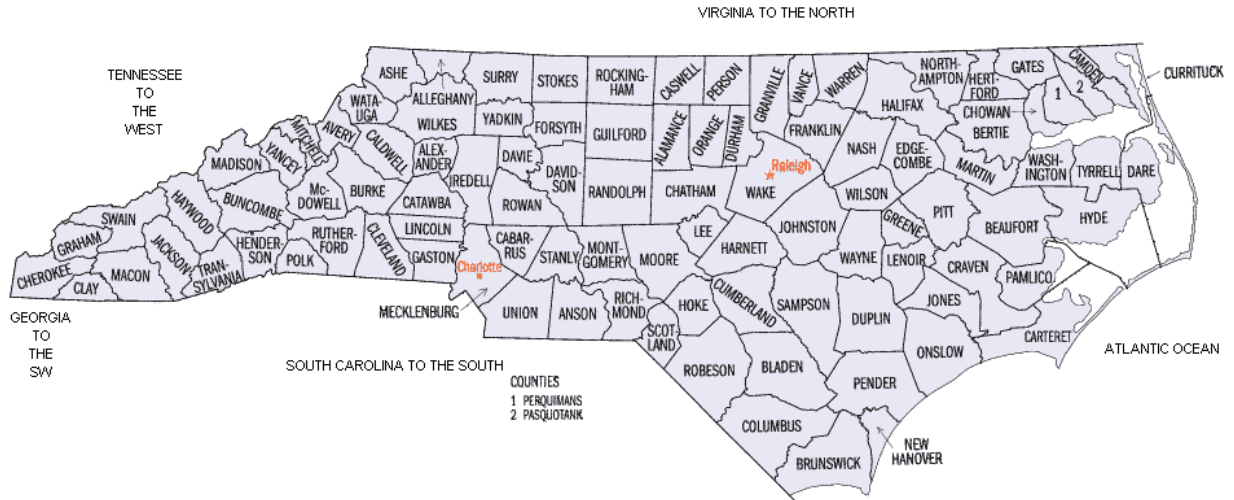 VIRGINIA TO THE NORTH
TENNESSEE
TO
THE
WEST
ASHE
ALLEGHANY
SURRY
STOKES
ROCKING-
HAM
CASWELL
PERSON
GRANVILLE
VANCE
WARREN
NORTH-
AMPTON
HERT-
FORD
GATES
CAMDEN
CURRITUCK
1
2
CHOWAN
BERTIE
HALIFAX
WATA-
UGA
WILKES
YADKIN
FORSYTH
GUILFORD
ALAMANCE
ORANGE
DURHAM
FRANKLIN
NASH
EDGE-
COMBE
MARTIN
WASH-
INGTON
TYRRELL
DARE
MITCHELL
AVERY
CALDWELL
ALEX-
ANDER
IREDELL
DAVIE
DAVID-
SON
RANDOLPH
CHATHAM
Raleigh
WAKE
WILSON
PITT
BEAUFORT
HYDE
MADISON
YANCEY
Mc-
DOWELL
BURKE
CATAWBA
ROWAN
BUNCOMBE
HAYWOOD
SWAIN
GRAHAM
CHEROKEE
CLAY
MACON
JACKSON
TRAN-
SYLVANIA
HENDER-
SON
POLK
RUTHER-
FORD
CLEVELAND
LINCOLN
GASTON
Charlotte
MECKLENBURG
CABAR-
RUS
STANLY
MONT-
GOMERY
MOORE
LEE
HARNETT
JOHNSTON
WAYNE
GREENE
LENOIR
CRAVEN
PAMLICO
JONES
CARTERET
UNION
ANSON
RICH-
MOND
SCOT-
LAND
HOKE
CUMBERLAND
SAMPSON
DUPLIN
ONSLOW
ROBESON
BLADEN
PENDER
COLUMBUS
BRUNSWICK
NEW
HANOVER
GEORGIA
TO
THE
SW
SOUTH CAROLINA TO THE SOUTH
ATLANTIC OCEAN
COUNTIES
1 PERQUIMANS
2 PASQUOTANK